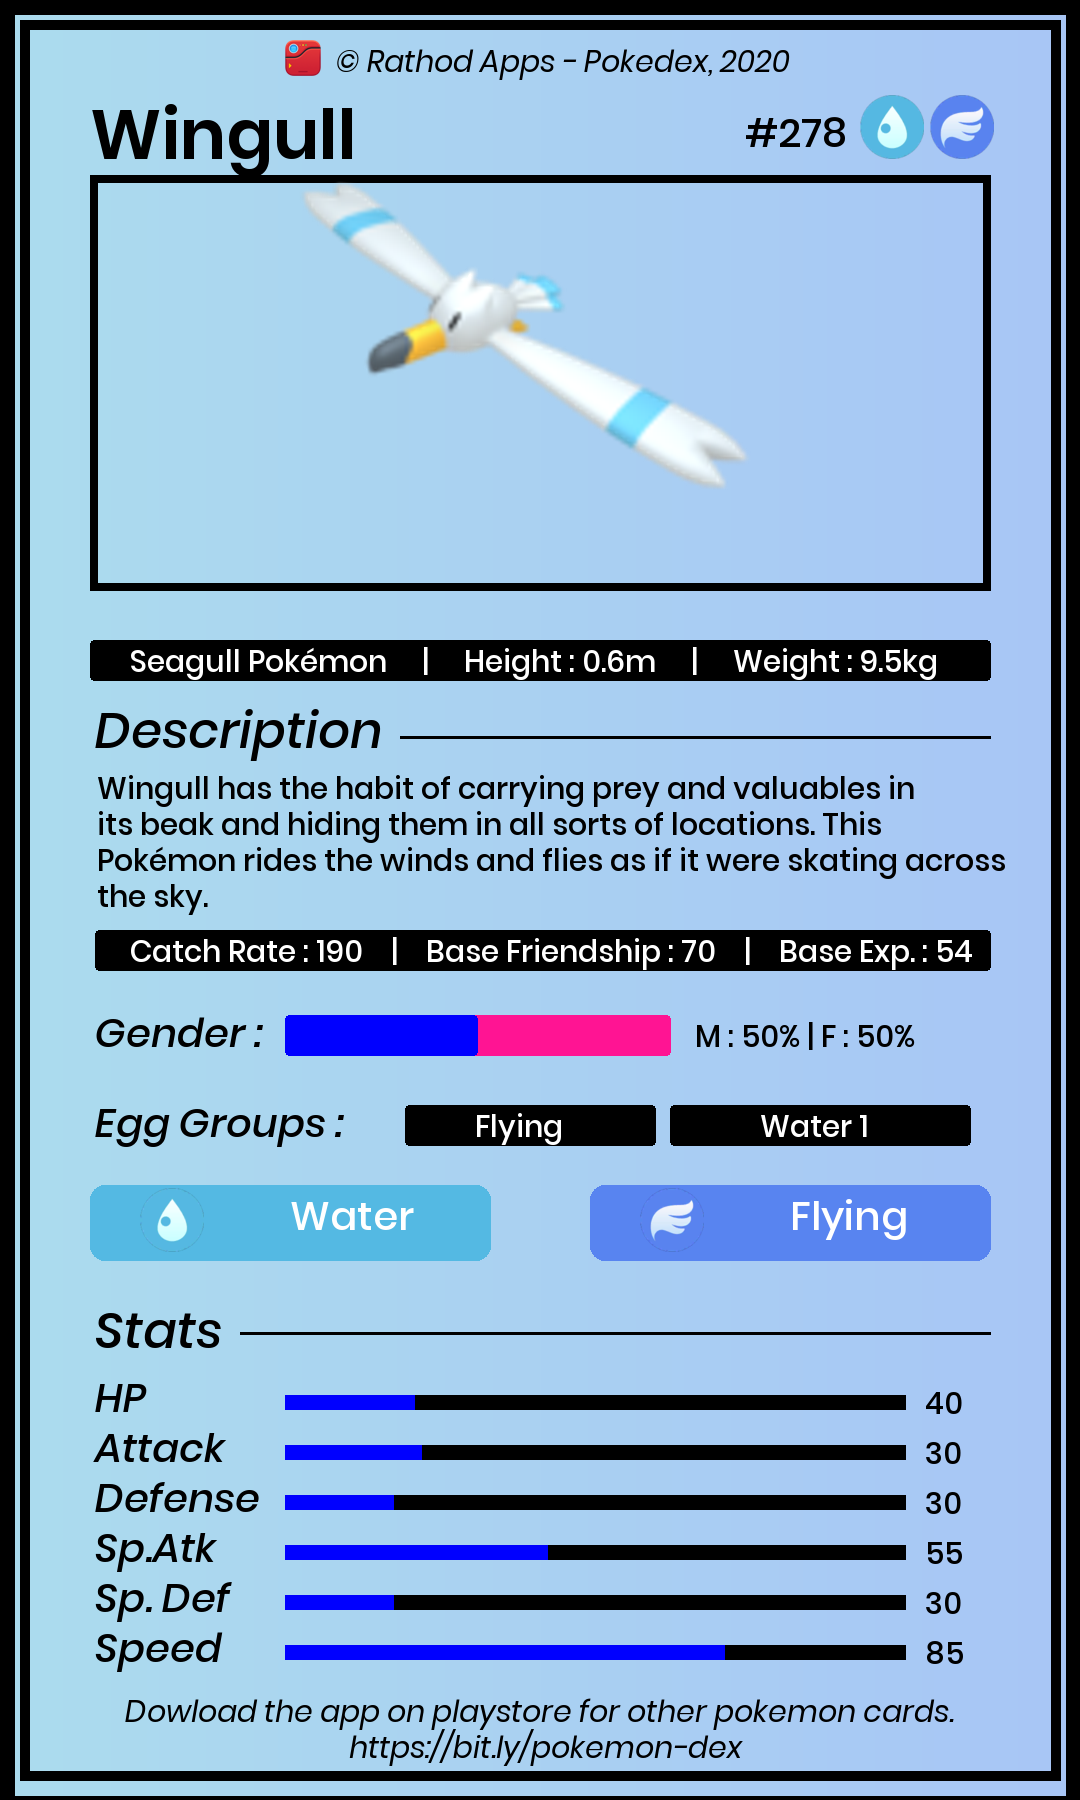 © Rathod Apps - Pokedex, 2020
Wingull
#278
Seagull Pokémon | Height : 0.6m | Weight : 9.5kg
Description
Wingull has the habit of carrying prey and valuables in
its beak and hiding them in all sorts of locations. This
Pokémon rides the winds and flies as if it were skating across
the sky.
Catch Rate : 190 | Base Friendship : 70 | Base Exp. : 54
Gender : M : 50% | F : 50%
Egg Groups : Flying Water 1
Water Flying
Stats
HP 40
Attack 30
Defense 30
Sp.Atk 55
Sp. Def 30
Speed 85
Dowload the app on playstore for other pokemon cards.
https://bit.ly/pokemon-dex